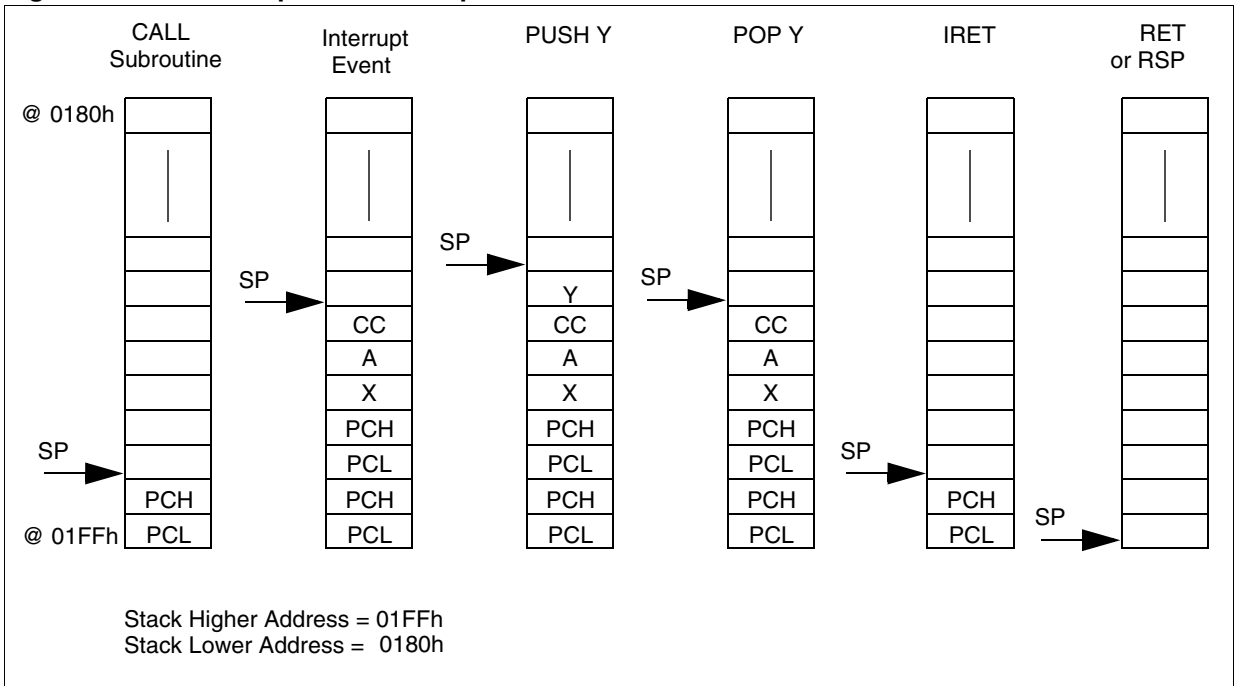 CALL
Subroutine
Interrupt
Event
PUSH Y
POP Y
IRET
RET
or RSP
@ 0180h
SP
SP
SP
Y
CC
CC
CC
A
A
A
X
X
X
PCH
PCH
PCH
SP
SP
PCL
PCL
PCL
PCH
PCH
PCH
PCH
PCH
SP
@ 01FFh
PCL
PCL
PCL
PCL
PCL
Stack Higher Address = 01FFh
Stack Lower Address = 0180h